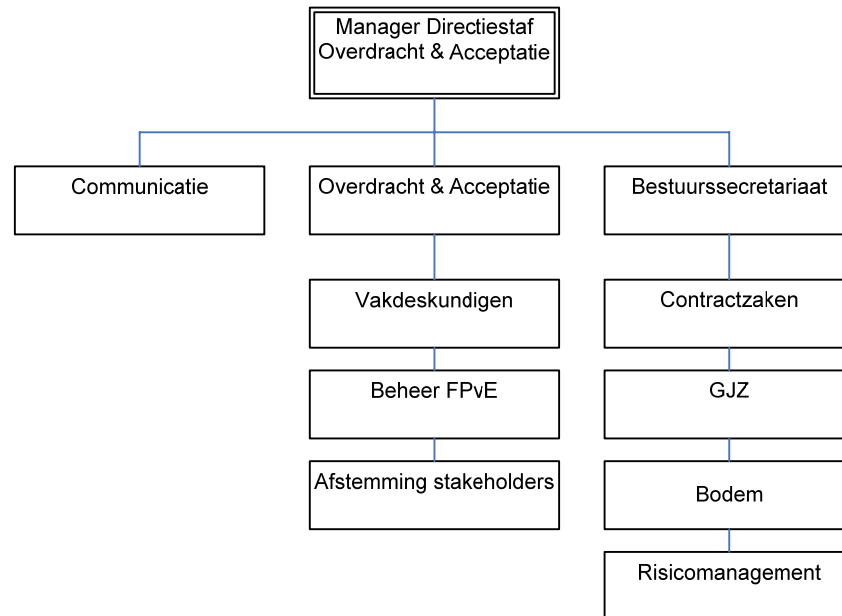 Manager Directiestaf
Overdracht & Acceptatie
Communicatie
Overdracht & Acceptatie
Bestuurssecretariaat
Vakdeskundigen
Contractzaken
Beheer FPvE
GJZ
Afstemming stakeholders
Bodem
Risicomanagement